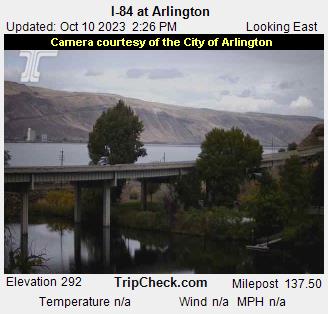 I-84 at Arlington
Updated: Oct 10 2023 2:26 PM Looking East
Camera courtesy of the City of Arlington
Elevation 292 TripCheck.com Milepost 137.50
Temperature n/a Wind n/a MPH n/a